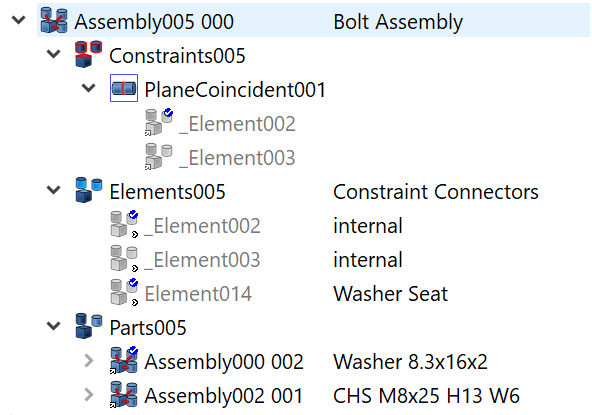 Assembly005 000 Bolt Assembly
Constraints005
PlaneCoincident001
_Element002
_Element003
Elements005 Constraint Connectors
_Element002 internal
_Element003 internal
Element014 Washer Seat
Parts005
Assembly000 002 Washer 8.3x16x2
Assembly002 001 CHS M8x25 H13 W6